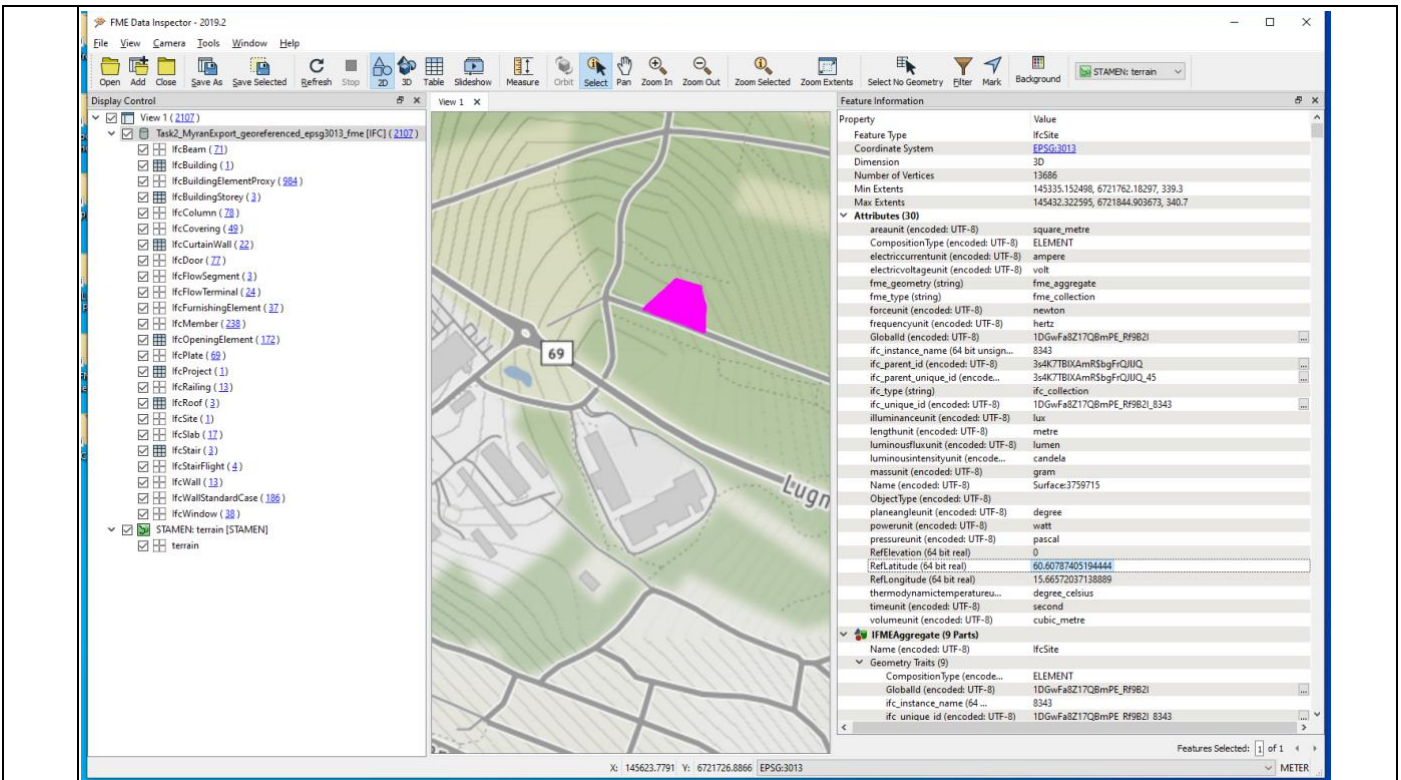 FME Data Inspector - 2019.2
File View Camera Tools Window Help
Open Add Close Save As Save Selected Refresh Stop 2D 3D Table Slideshow Measure Orbit Select Pan Zoom In Zoom Out Zoom Selected Zoom Extents Select No Geometry Filter Mark Background STAMEN: terrain
Display Control
View 1 (2107)
Task2_MyranExport_georeferenced_epsg3013_fme [IFC] (2107)
IfcBeam (71)
IfcBuilding (1)
IfcBuildingElementProxy (984)
IfcBuildingStorey (3)
IfcColumn (78)
IfcCovering (49)
IfcCurtainWall (22)
IfcDoor (77)
IfcFlowSegment (3)
IfcFlowTerminal (24)
IfcFurnishingElement (37)
IfcMember (238)
IfcOpeningElement (172)
IfcPlate (69)
IfcProject (1)
IfcRailing (13)
IfcRoof (3)
IfcSite (1)
IfcSlab (17)
IfcStair (3)
IfcStairFlight (4)
IfcWall (13)
IfcWallStandardCase (186)
IfcWindow (38)
STAMEN: terrain [STAMEN]
terrain
View 1
69
Lugn
Feature Information
Property Value
Feature Type IfcSite
Coordinate System EPSG:3013
Dimension 3D
Number of Vertices 13686
Min Extents 145335.152498, 6721762.18297, 339.3
Max Extents 145432.322595, 6721844.903673, 340.7
Attributes (30)
areaunit (encoded: UTF-8) square_metre
CompositionType (encoded: UTF-8) ELEMENT
electriccurrentunit (encoded: UTF-8) ampere
electricvoltageunit (encoded: UTF-8) volt
fme_geometry (string) fme_aggregate
fme_type (string) fme_collection
forceunit (encoded: UTF-8) newton
frequencyunit (encoded: UTF-8) hertz
GlobalId (encoded: UTF-8) 1DGwFa8Z17QBmPE_Rf9B2I ...
ifc_instance_name (64 bit unsign... 8343
ifc_parent_id (encoded: UTF-8) ...
ifc_parent_unique_id (encode... ...
ifc_type (string) ifc_collection
ifc_unique_id (encoded: UTF-8) 1DGwFa8Z17QBmPE_Rf9B2I_8343 ...
illuminanceunit (encoded: UTF-8) lux
lengthunit (encoded: UTF-8) metre
luminousfluxunit (encoded: UTF-8) lumen
luminousintensityunit (encode... candela
massunit (encoded: UTF-8) gram
Name (encoded: UTF-8) Surface:3759715
ObjectType (encoded: UTF-8)
planeangleunit (encoded: UTF-8) degree
powerunit (encoded: UTF-8) watt
pressureunit (encoded: UTF-8) pascal
RefElevation (64 bit real) 0
RefLatitude (64 bit real) 60.60787405194444
RefLongitude (64 bit real) 15.66572037138889
thermodynamictemperatureu... degree_celsius
timeunit (encoded: UTF-8) second
volumeunit (encoded: UTF-8) cubic_metre
IFMEAggregate (9 Parts)
Name (encoded: UTF-8) IfcSite
Geometry Traits (9)
CompositionType (encode... ELEMENT
GlobalId (encoded: UTF-8) 1DGwFa8Z17QBmPE_Rf9B2I ...
ifc_instance_name (64 ... 8343
ifc_unique_id (encoded: UTF-8) 1DGwFa8Z17QBmPE_Rf9B2I_8343 ...
Features Selected: 1 of 1
X: 145623.7791 Y: 6721726.8866 EPSG:3013 METER